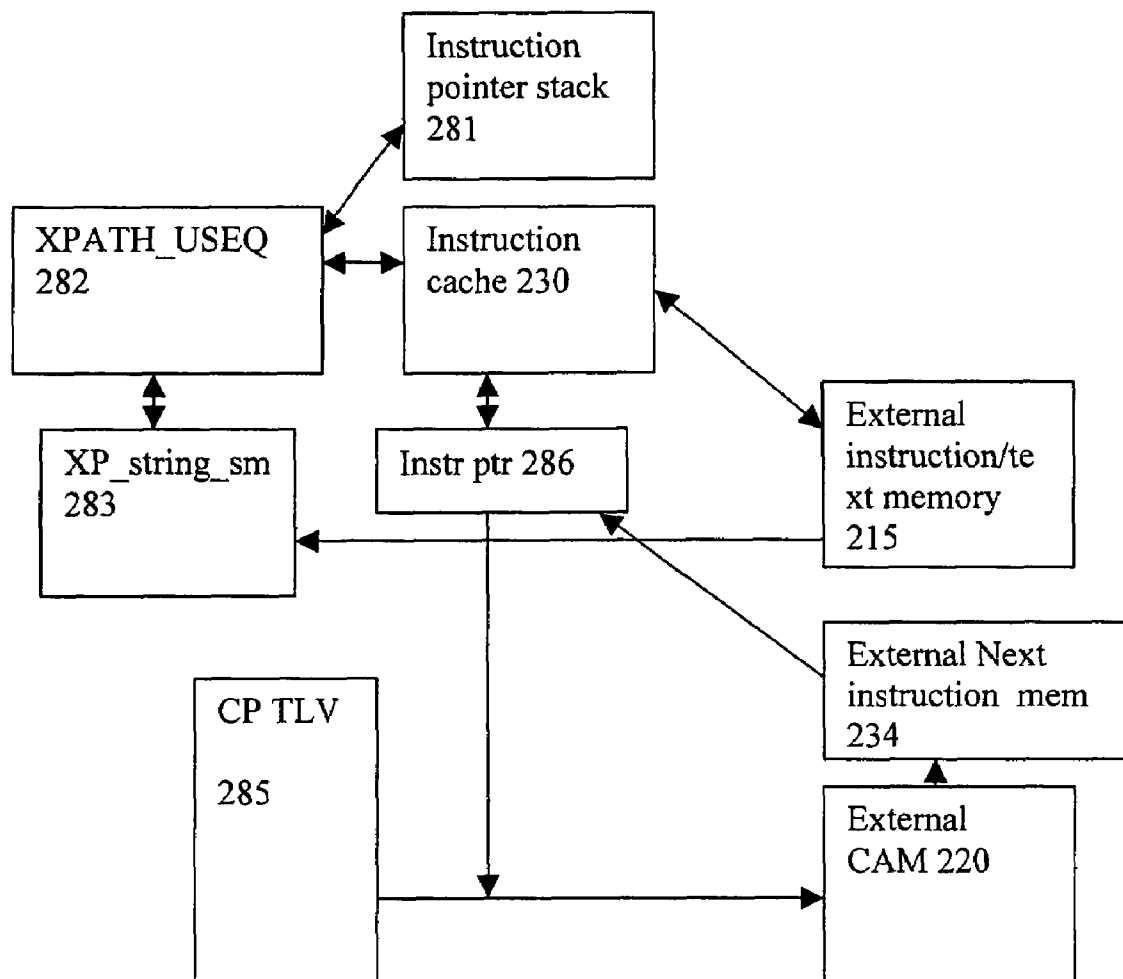 Instruction
pointer stack
281
XPATH_USEQ
282
Instruction
cache 230
XP_string_sm
283
Instr ptr 286
External
instruction/te
xt memory
215
External Next
instruction mem
234
CP TLV
285
External
CAM 220